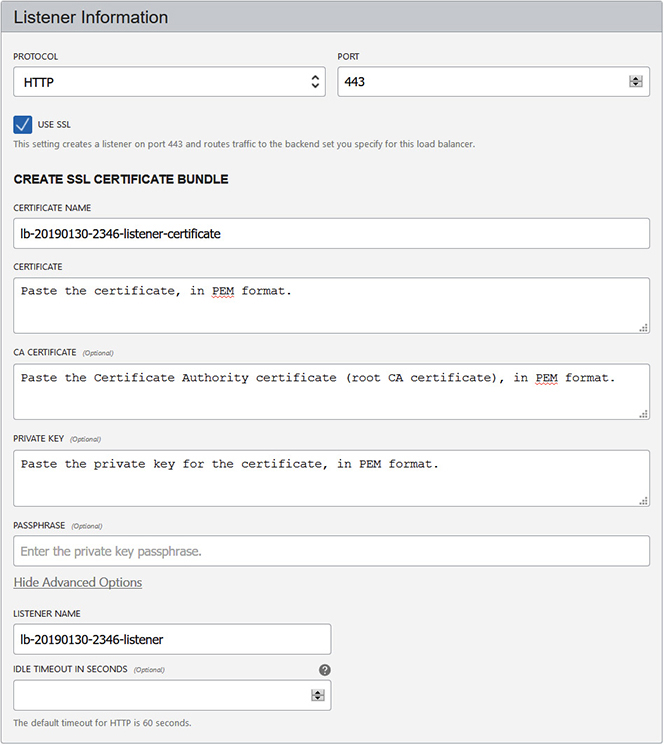 Listener Information
PROTOCOL PORT
HTTP 443
USE SSL
This setting creates a listener on port 443 and routes traffic to the backend set you specify for this load balancer.
CREATE SSL CERTIFICATE BUNDLE
CERTIFICATE NAME
lb-20190130-2346-listener-certificate
CERTIFICATE
Paste the certificate, in PEM format.
CA CERTIFICATE (Optional)
Paste the Certificate Authority certificate (root CA certificate), in PEM format.
PRIVATE KEY (Optional)
Paste the private key for the certificate, in PEM format.
PASSPHRASE (Optional)
Enter the private key passphrase.
Hide Advanced Options
LISTENER NAME
lb-20190130-2346-listener
IDLE TIMEOUT IN SECONDS (Optional) ?
The default timeout for HTTP is 60 seconds.